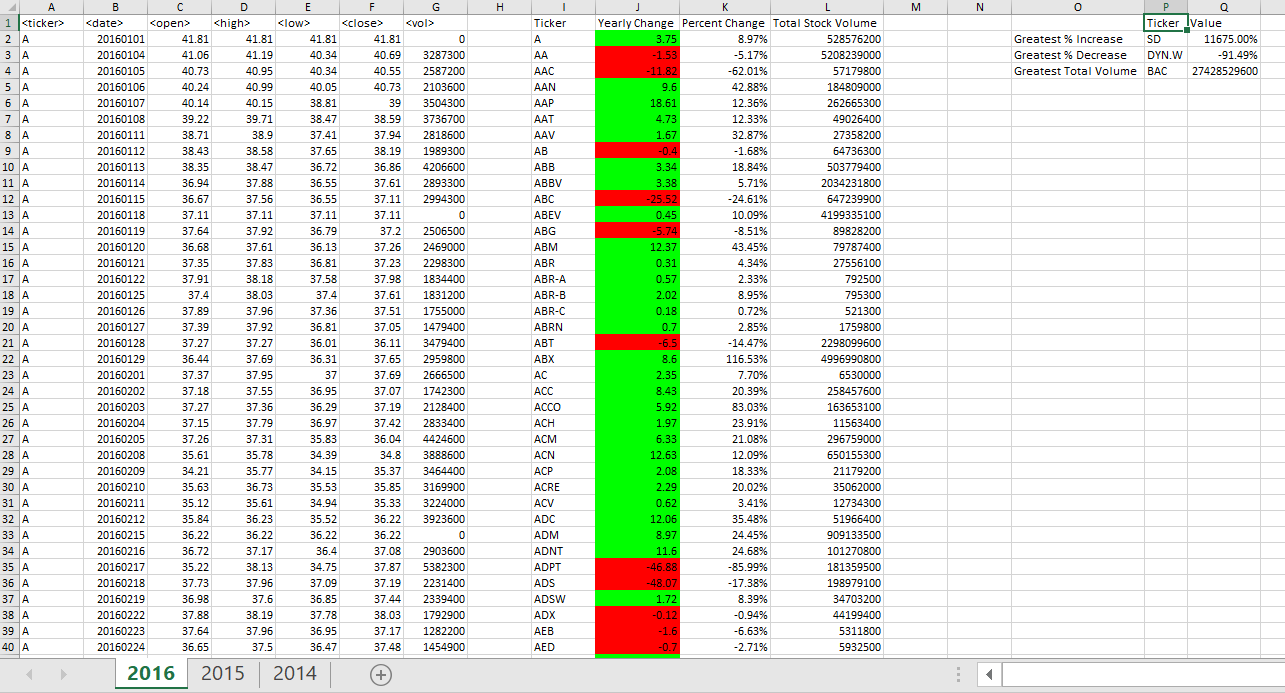 A B C D E F G H I J K L M N O P Q
1 <ticker> <date> <open> <high> <low> <close> <vol> Ticker Yearly Change Percent Change Total Stock Volume Ticker Value
2 A 20160101 41.81 41.81 41.81 41.81 0 A 3.75 8.97% 528576200 Greatest % Increase SD 11675.00%
3 A 20160104 41.06 41.19 40.34 40.69 3287300 AA -1.53 -5.17% 5208239000 Greatest % Decrease DYN.W -91.49%
4 A 20160105 40.73 40.95 40.34 40.55 2587200 AAC -11.82 -62.01% 57179800 Greatest Total Volume BAC 27428529600
5 A 20160106 40.24 40.99 40.05 40.73 2103600 AAN 9.6 42.88% 184809000
6 A 20160107 40.14 40.15 38.81 39 3504300 AAP 18.61 12.36% 262665300
7 A 20160108 39.22 39.71 38.47 38.59 3736700 AAT 4.73 12.33% 49026400
8 A 20160111 38.71 38.9 37.41 37.94 2818600 AAV 1.67 32.87% 27358200
9 A 20160112 38.43 38.58 37.65 38.19 1989300 AB -0.4 -1.68% 64736300
10 A 20160113 38.35 38.47 36.72 36.86 4206600 ABB 3.34 18.84% 503779400
11 A 20160114 36.94 37.88 36.55 37.61 2893300 ABBV 3.38 5.71% 2034231800
12 A 20160115 36.67 37.56 36.55 37.11 2994300 ABC -25.52 -24.61% 647239900
13 A 20160118 37.11 37.11 37.11 37.11 0 ABEV 0.45 10.09% 4199335100
14 A 20160119 37.64 37.92 36.79 37.2 2506500 ABG -5.74 -8.51% 89828200
15 A 20160120 36.68 37.61 36.13 37.26 2469000 ABM 12.37 43.45% 79787400
16 A 20160121 37.35 37.83 36.81 37.23 2298300 ABR 0.31 4.34% 27556100
17 A 20160122 37.91 38.18 37.58 37.98 1834400 ABR-A 0.57 2.33% 792500
18 A 20160125 37.4 38.03 37.4 37.61 1831200 ABR-B 2.02 8.95% 795300
19 A 20160126 37.89 37.96 37.36 37.51 1755000 ABR-C 0.18 0.72% 521300
20 A 20160127 37.39 37.92 36.81 37.05 1479400 ABRN 0.7 2.85% 1759800
21 A 20160128 37.27 37.27 36.01 36.11 3479400 ABT -6.5 -14.47% 2298099600
22 A 20160129 36.44 37.69 36.31 37.65 2959800 ABX 8.6 116.53% 4996990800
23 A 20160201 37.37 37.95 37 37.69 2666500 AC 2.35 7.70% 6530000
24 A 20160202 37.18 37.55 36.95 37.07 1742300 ACC 8.43 20.39% 258457600
25 A 20160203 37.27 37.36 36.29 37.19 2128400 ACCO 5.92 83.03% 163653100
26 A 20160204 37.15 37.79 36.97 37.42 2833400 ACH 1.97 23.91% 11563400
27 A 20160205 37.26 37.31 35.83 36.04 4424600 ACM 6.33 21.08% 296759000
28 A 20160208 35.61 35.78 34.39 34.8 3888600 ACN 12.63 12.09% 650155300
29 A 20160209 34.21 35.77 34.15 35.37 3464400 ACP 2.08 18.33% 21179200
30 A 20160210 35.63 36.73 35.53 35.85 3169900 ACRE 2.29 20.02% 35062000
31 A 20160211 35.12 35.61 34.94 35.33 3224000 ACV 0.62 3.41% 12734300
32 A 20160212 35.84 36.23 35.52 36.22 3923600 ADC 12.06 35.48% 51966400
33 A 20160215 36.22 36.22 36.22 36.22 0 ADM 8.97 24.45% 909133500
34 A 20160216 36.72 37.17 36.4 37.08 2903600 ADNT 11.6 24.68% 101270800
35 A 20160217 35.22 38.13 34.75 37.87 5382300 ADPT -46.88 -85.99% 181359500
36 A 20160218 37.73 37.96 37.09 37.19 2231400 ADS -48.07 -17.38% 198979100
37 A 20160219 36.98 37.6 36.85 37.44 2339400 ADSW 1.72 8.39% 34703200
38 A 20160222 37.88 38.19 37.78 38.03 1792900 ADX -0.12 -0.94% 44199400
39 A 20160223 37.64 37.96 36.95 37.17 1282200 AEB -1.6 -6.63% 5311800
40 A 20160224 36.65 37.5 36.47 37.48 1454900 AED -0.7 -2.71% 5932500
2016 2015 2014